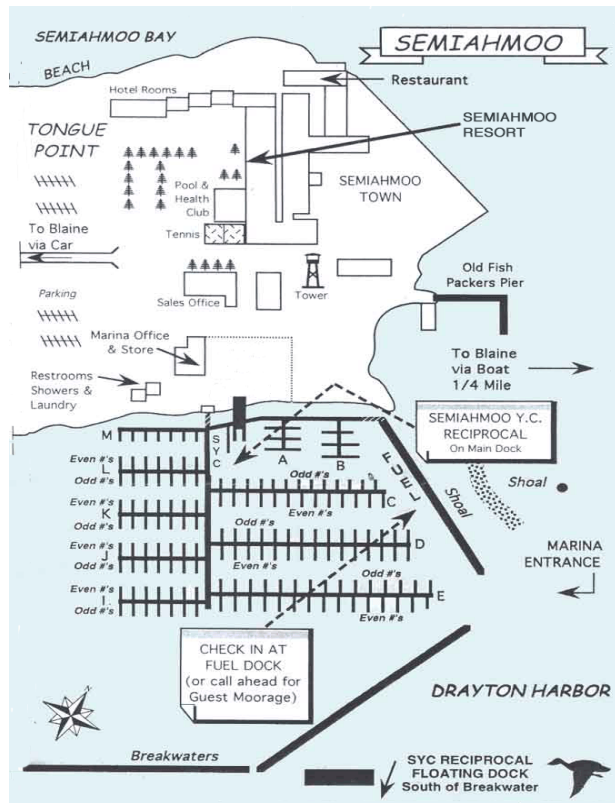 SEMIAHMOO BAY
SEMIAHMOO
BEACH
Restaurant
Hotel Rooms
SEMIAHMOO
RESORT
TONGUE
POINT
Pool &
Health
Club
SEMIAHMOO
TOWN
To Blaine
via Car
Tennis
Old Fish
Packers Pier
Parking
Sales Office
Tower
Marina Office
& Store
To Blaine
via Boat
1/4 Mile
Restrooms
Showers &
Laundry
SEMIAHMOO Y.C.
RECIPROCAL
On Main Dock
M
SYC
A
B
FUEL
Shoal
Shoal
Even #'s
L
Odd #'s
Odd #'s
C
Even #'s
Even #'s
K
Odd #'s
Odd #'s
D
Even #'s
Even #'s
J
Odd #'s
Odd #'s
E
Even #'s
Even #'s
I
Odd #'s
MARINA
ENTRANCE
CHECK IN AT
FUEL DOCK
(or call ahead for
Guest Moorage)
DRAYTON HARBOR
Breakwaters
SYC RECIPROCAL
FLOATING DOCK
South of Breakwater